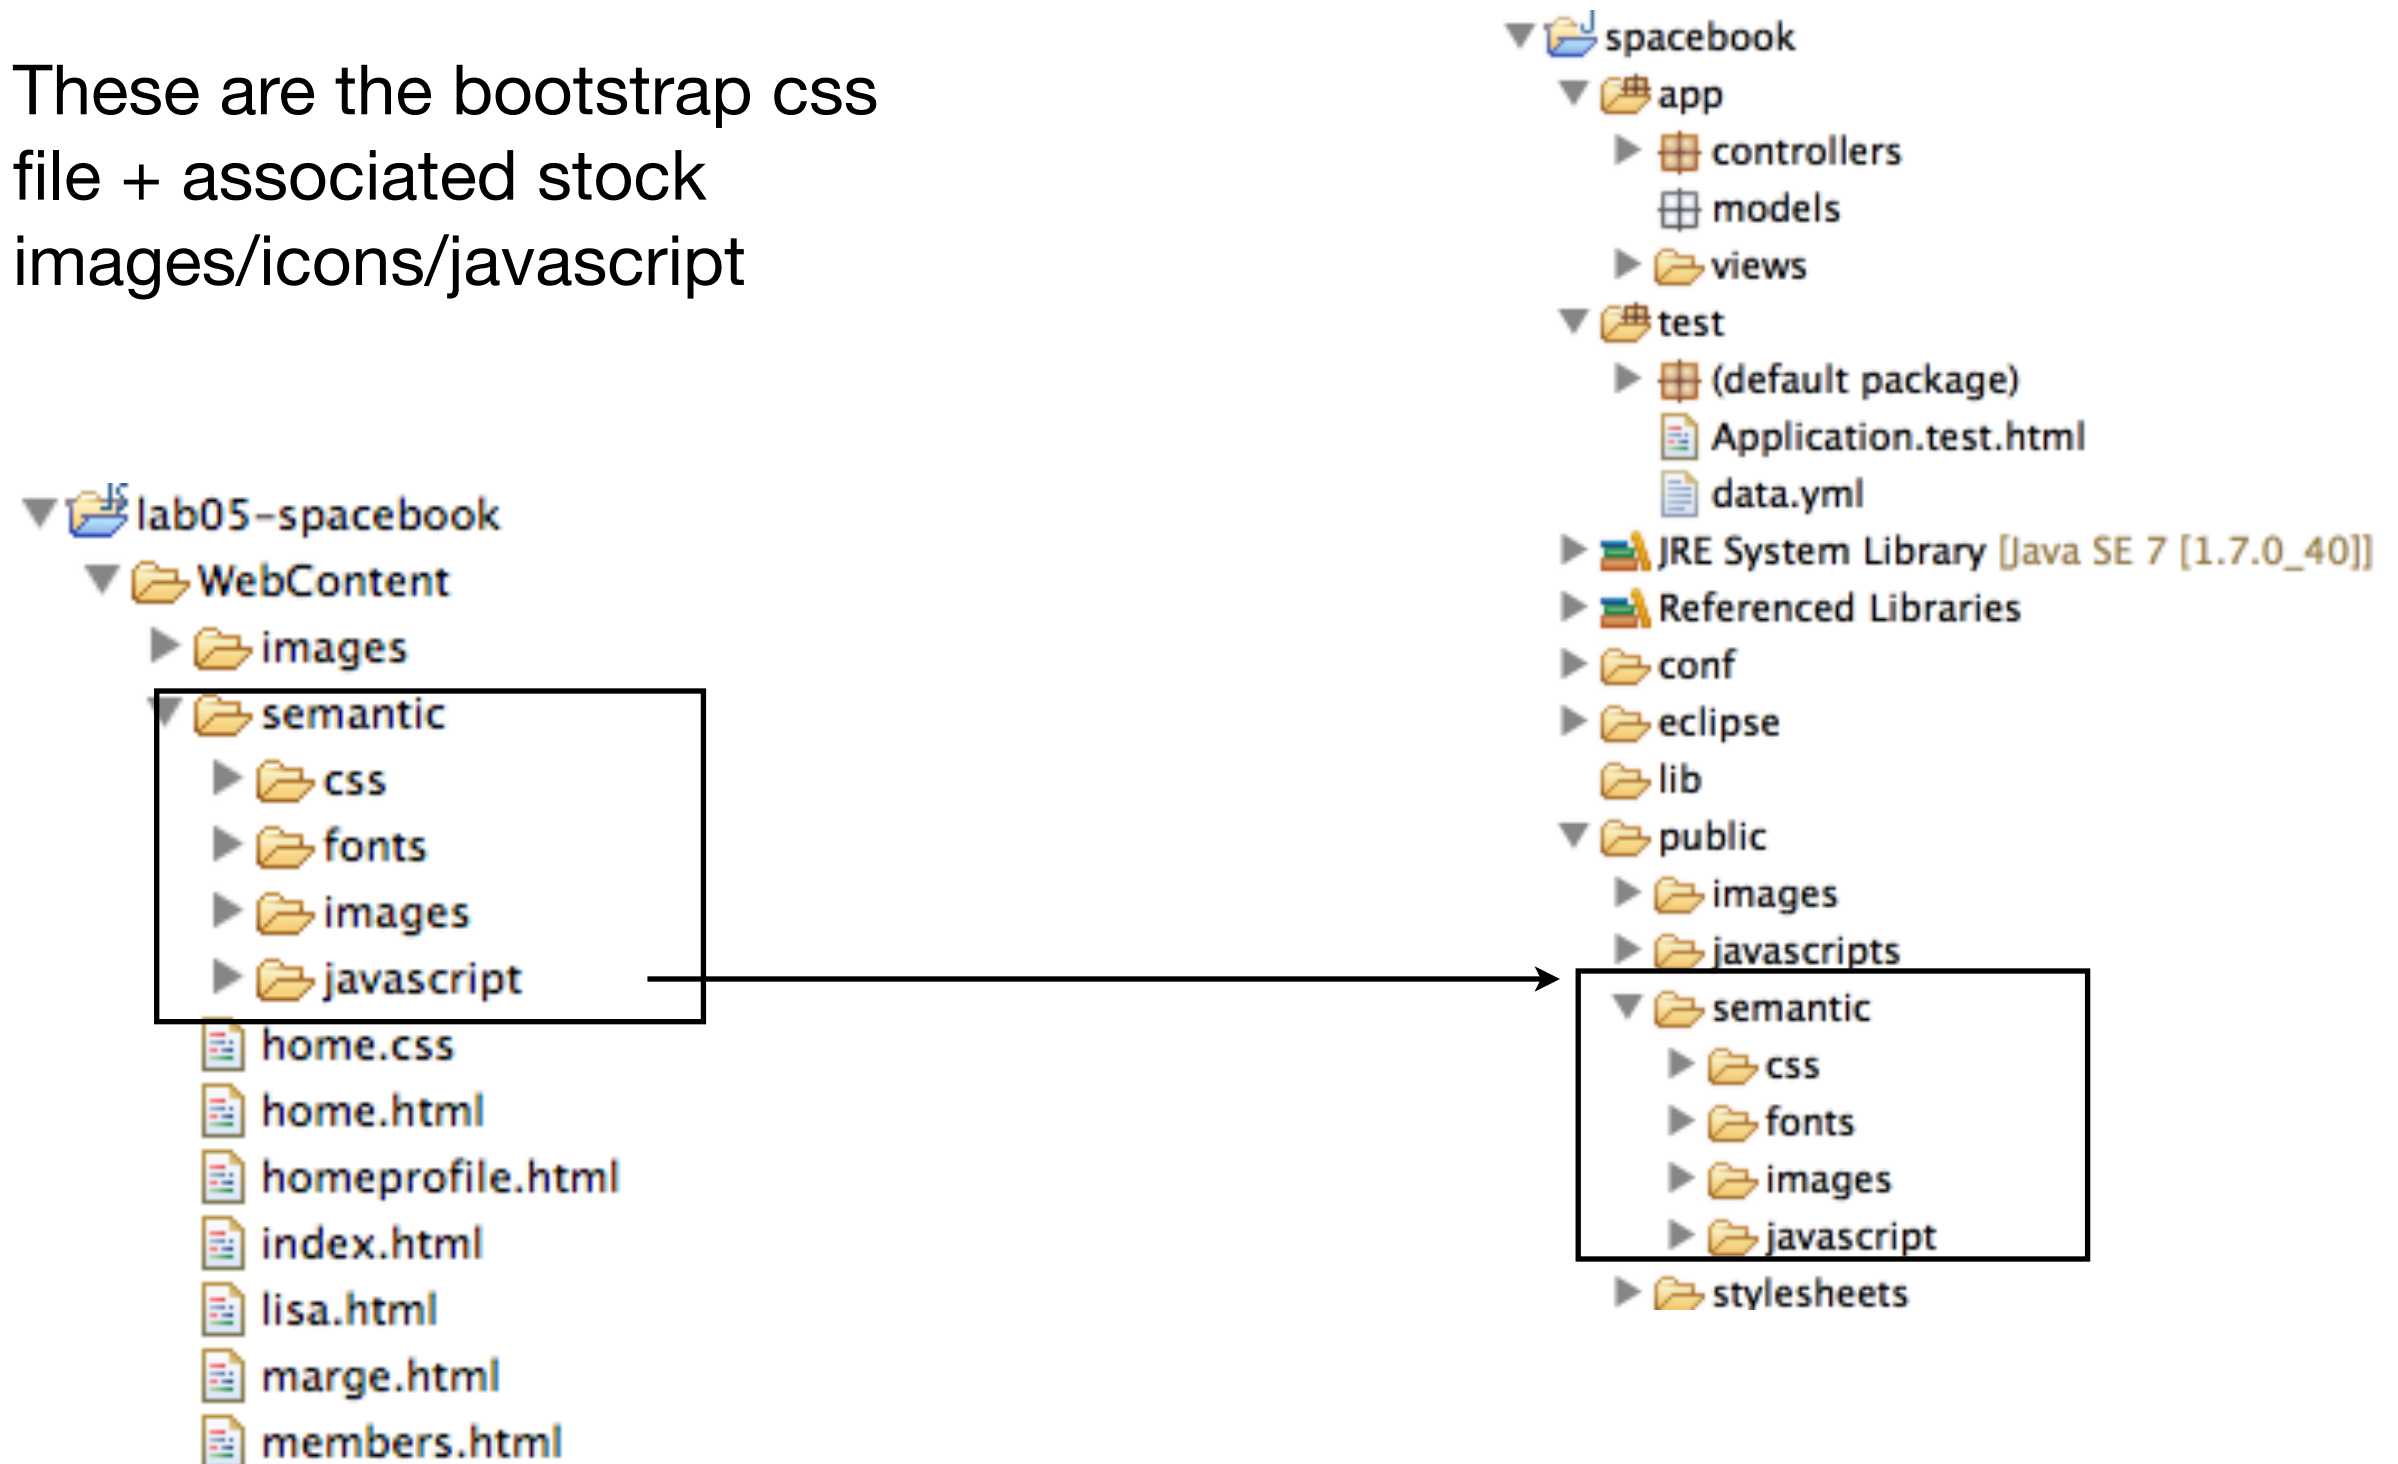 These are the bootstrap css
file + associated stock
images/icons/javascript
lab05-spacebook
WebContent
images
semantic
css
fonts
images
javascript
home.css
home.html
homeprofile.html
index.html
lisa.html
marge.html
members.html
spacebook
app
controllers
models
views
test
(default package)
Application.test.html
data.yml
JRE System Library [Java SE 7 [1.7.0_40]]
Referenced Libraries
conf
eclipse
lib
public
images
javascripts
semantic
css
fonts
images
javascript
stylesheets